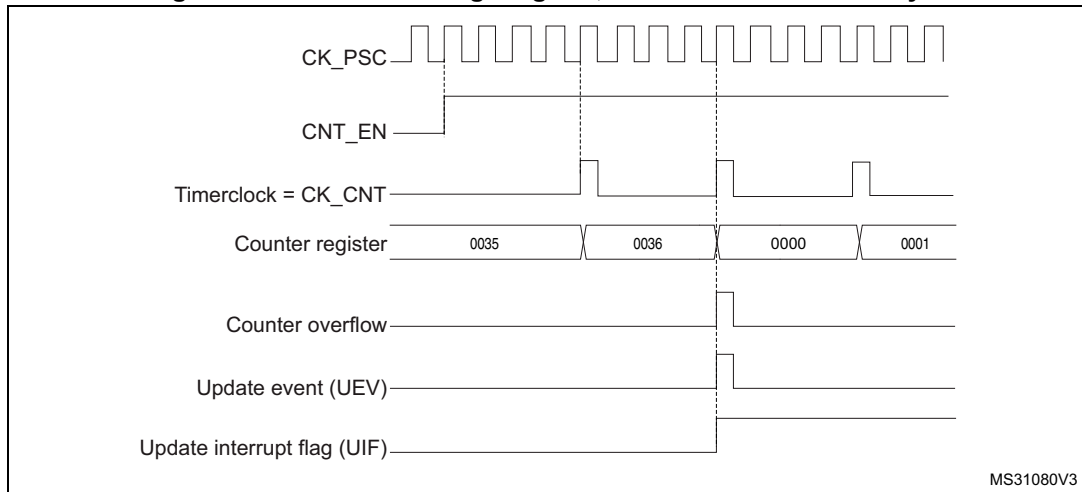 CK_PSC
CNT_EN
Timerclock = CK_CNT
Counter register 0035 0036 0000 0001
Counter overflow
Update event (UEV)
Update interrupt flag (UIF)
MS31080V3